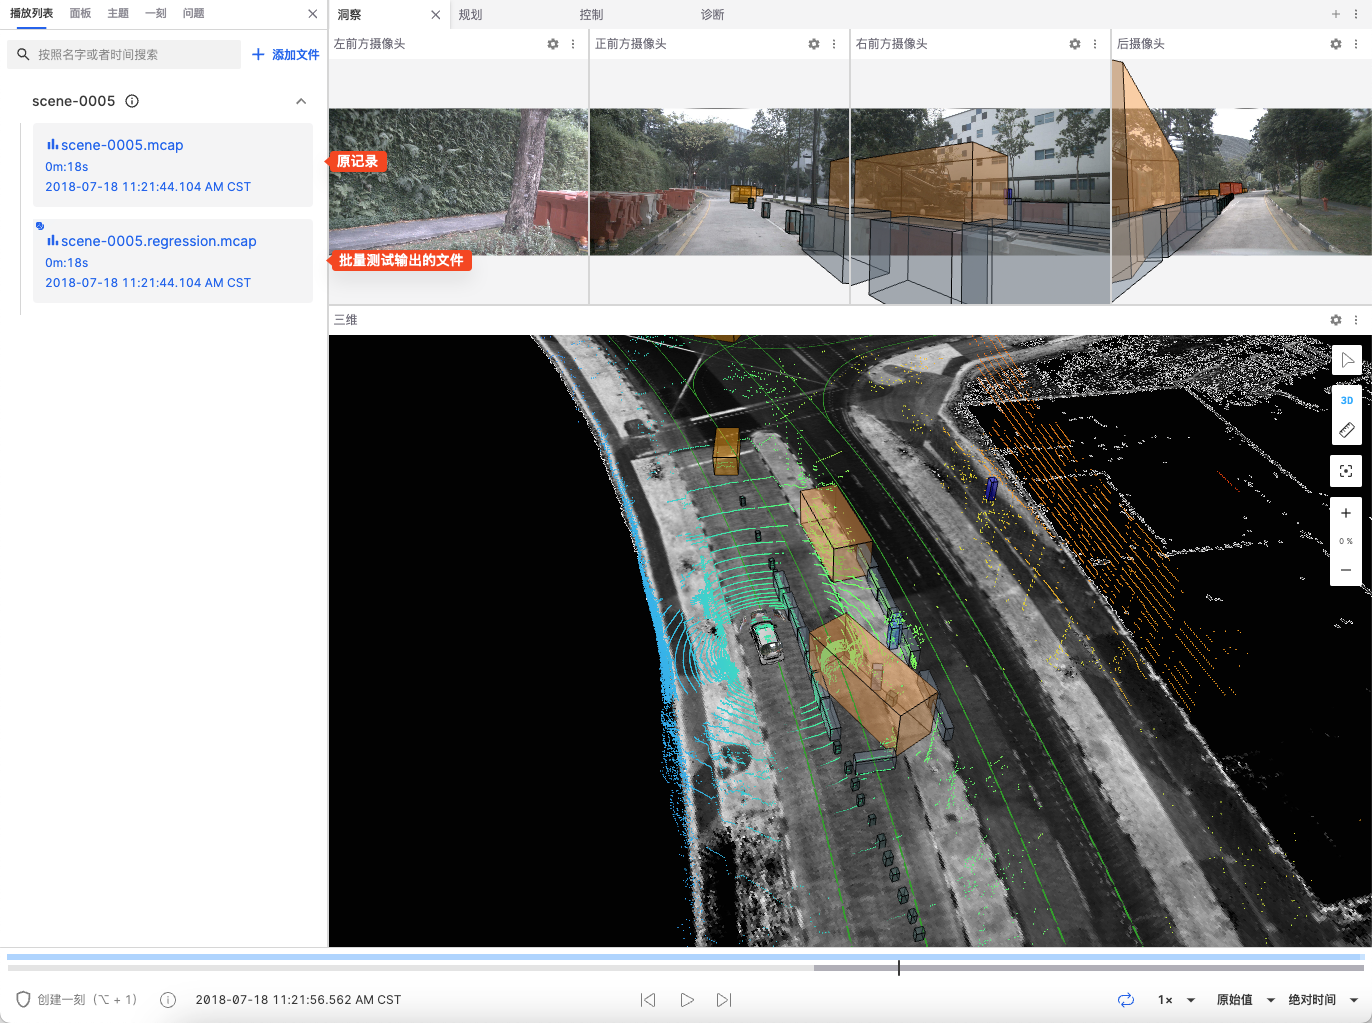 播放列表 面板 主题 一刻 问题
洞察 规划 控制 诊断
按照名字或者时间搜索 添加文件
左前方摄像头 正前方摄像头 右前方摄像头 后摄像头
scene-0005
scene-0005.mcap
0m:18s
2018-07-18 11:21:44.104 AM CST
原记录
scene-0005.regression.mcap
0m:18s
2018-07-18 11:21:44.104 AM CST
批量测试输出的文件
三维
3D
0 %
创建一刻（⌥ + 1） 2018-07-18 11:21:56.562 AM CST 1× 原始值 绝对时间